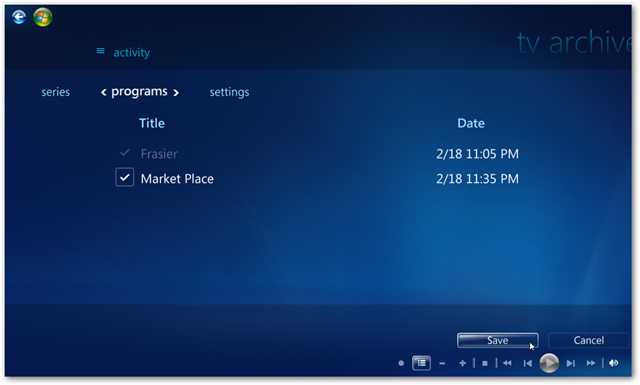 tv archive
activity
series programs settings
Title Date
Frasier 2/18 11:05 PM
Market Place 2/18 11:35 PM
Save Cancel